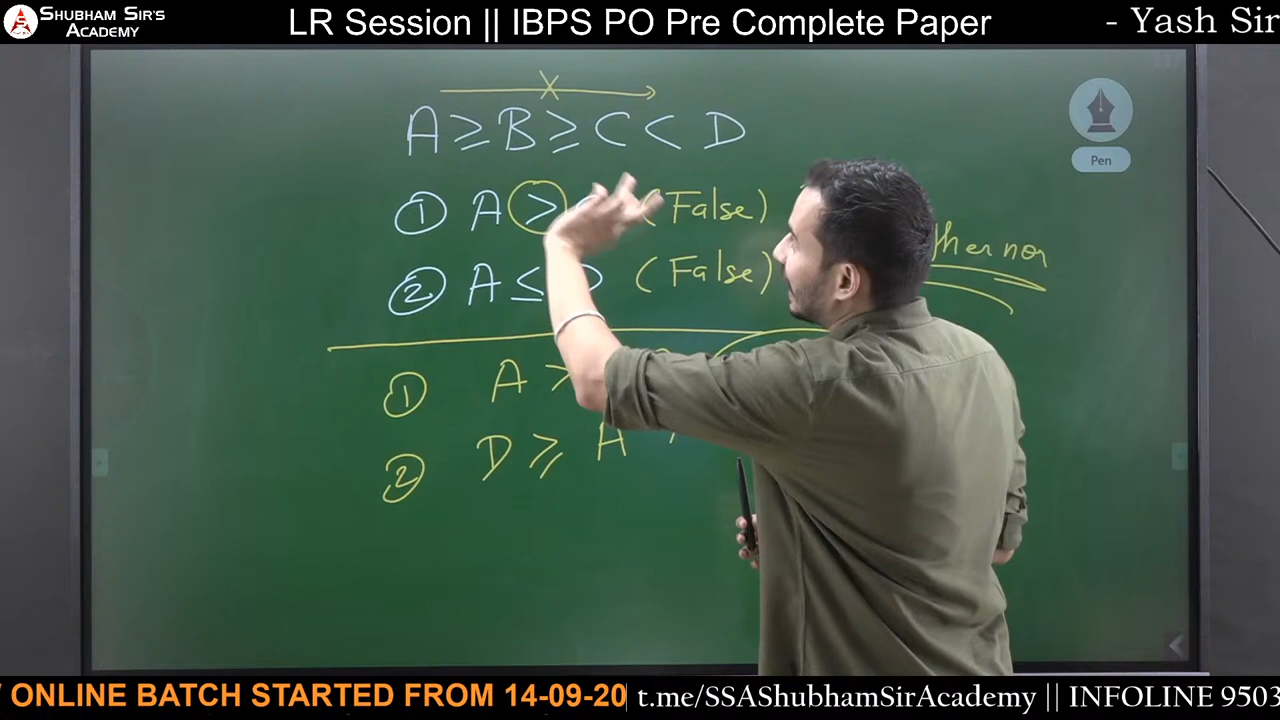 SHUBHAM SIR'S
ACADEMY
LR Session || IBPS PO Pre Complete Paper
- Yash Sir
A ≥ B ≥ C < D
① A > (False)
② A ≤ D (False)
① A >
② D ≥ A
Pen
ONLINE BATCH STARTED FROM 14-09-20
t.me/SSAShubhamSirAcademy || INFOLINE 9503